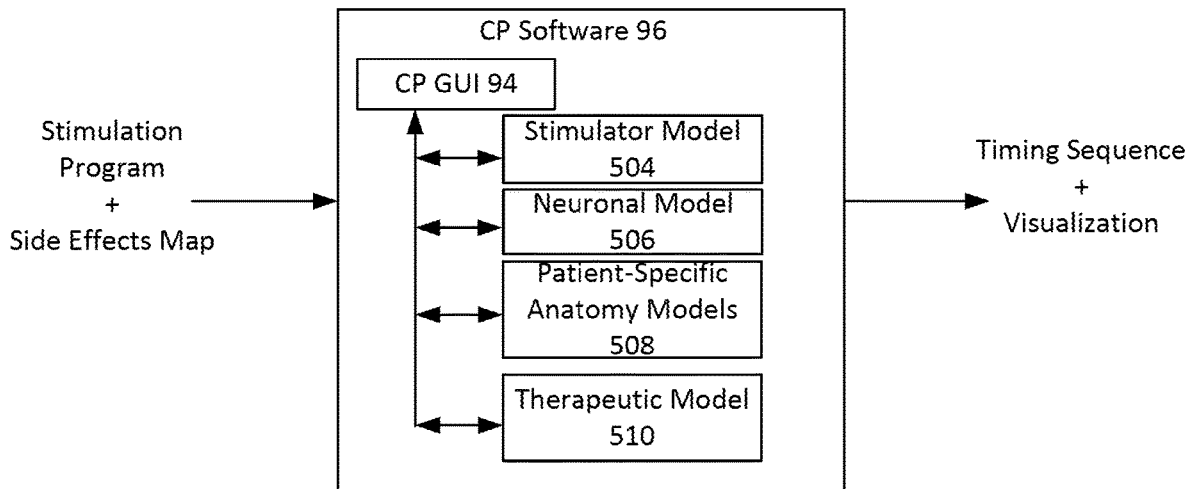 CP Software 96
CP GUI 94
Stimulation
Program
+
Side Effects Map
Stimulator Model
504
Neuronal Model
506
Patient-Specific
Anatomy Models
508
Therapeutic Model
510
Timing Sequence
+
Visualization